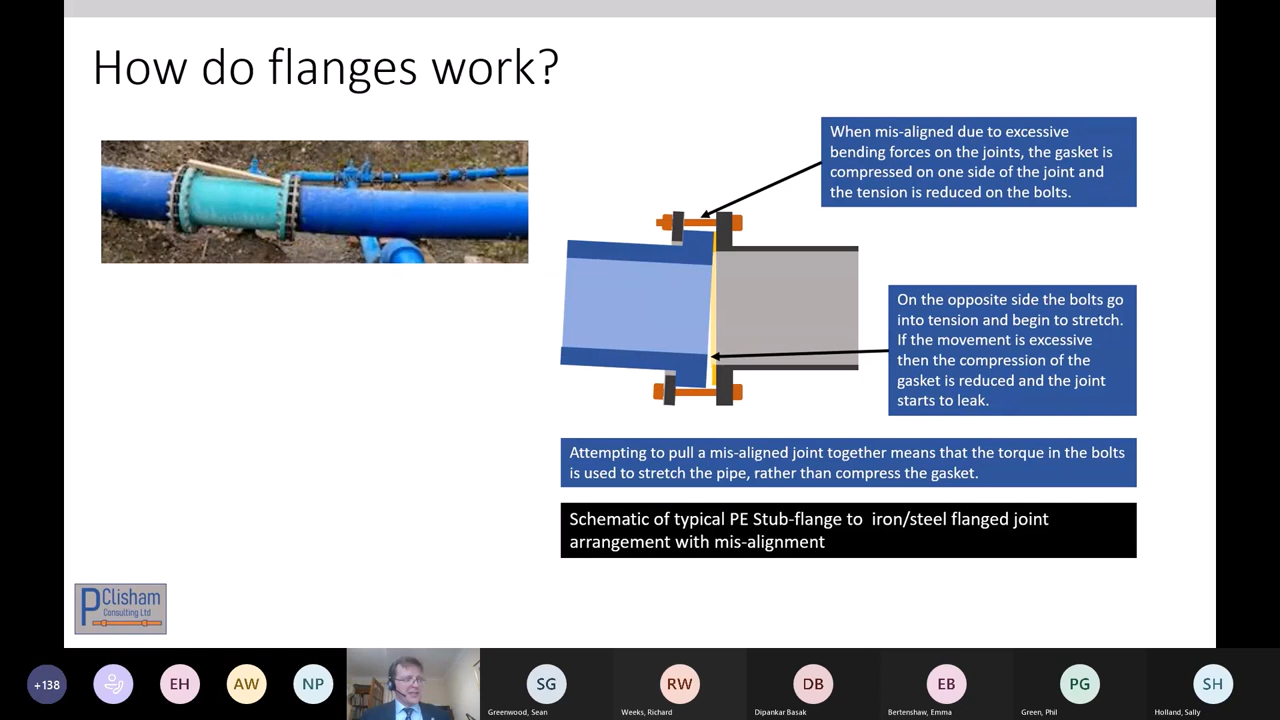 How do flanges work?
When mis-aligned due to excessive
bending forces on the joints, the gasket is
compressed on one side of the joint and
the tension is reduced on the bolts.
On the opposite side the bolts go
into tension and begin to stretch.
If the movement is excessive
then the compression of the
gasket is reduced and the joint
starts to leak.
Attempting to pull a mis-aligned joint together means that the torque in the bolts
is used to stretch the pipe, rather than compress the gasket.
Schematic of typical PE Stub-flange to iron/steel flanged joint
arrangement with mis-alignment
P Clisham
Consulting Ltd
+138
EH
AW
NP
SG
RW
DB
EB
PG
SH
Greenwood, Sean
Weeks, Richard
Dipankar Basak
Bertenshaw, Emma
Green, Phil
Holland, Sally